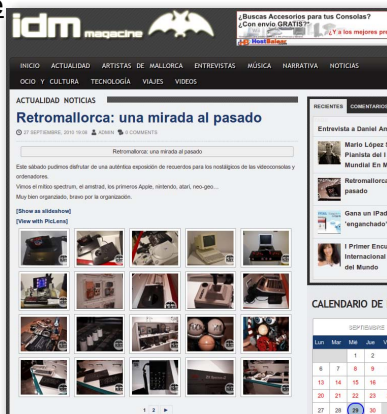 idm magacine
¿Buscas Accesorios para tus Consolas?
¿Con envío GRATIS?
¿Y a los mejores pre
HostBalear
INICIO ACTUALIDAD ARTISTAS DE MALLORCA ENTREVISTAS MÚSICA NARRATIVA NOTICIAS
OCIO Y CULTURA TECNOLOGÍA VIAJES VIDEOS
ACTUALIDAD NOTICIAS
Retromallorca: una mirada al pasado
27 SEPTIEMBRE, 2010 19:08 ADMIN 5 COMMENTS
Retromallorca: una mirada al pasado
Este sábado pudimos disfrutar de una auténtica exposición de recuerdos para los nostálgicos de las videoconsolas y
ordenadores.
Vimos el mítico spectrum, el amstrad, los primeros Apple, nintendo, atari, neo-geo…
Muy bien organizado, bravo por la organización.
[Show as slideshow]
[View with PicLens]
1 2 ►
RECIENTES COMENTARIOS
Entrevista a Daniel Am
Mario López S
Pianista del I
Mundial En M
Retromallorca
pasado
Gana un IPad
'enganchado'
I Primer Encu
Internacional
del Mundo
CALENDARIO DE
SEPTIEMBRE
Lun Mar Mié Jue V
1 2
6 7 8 9
13 14 15 16
20 21 22 23
27 28 29 30